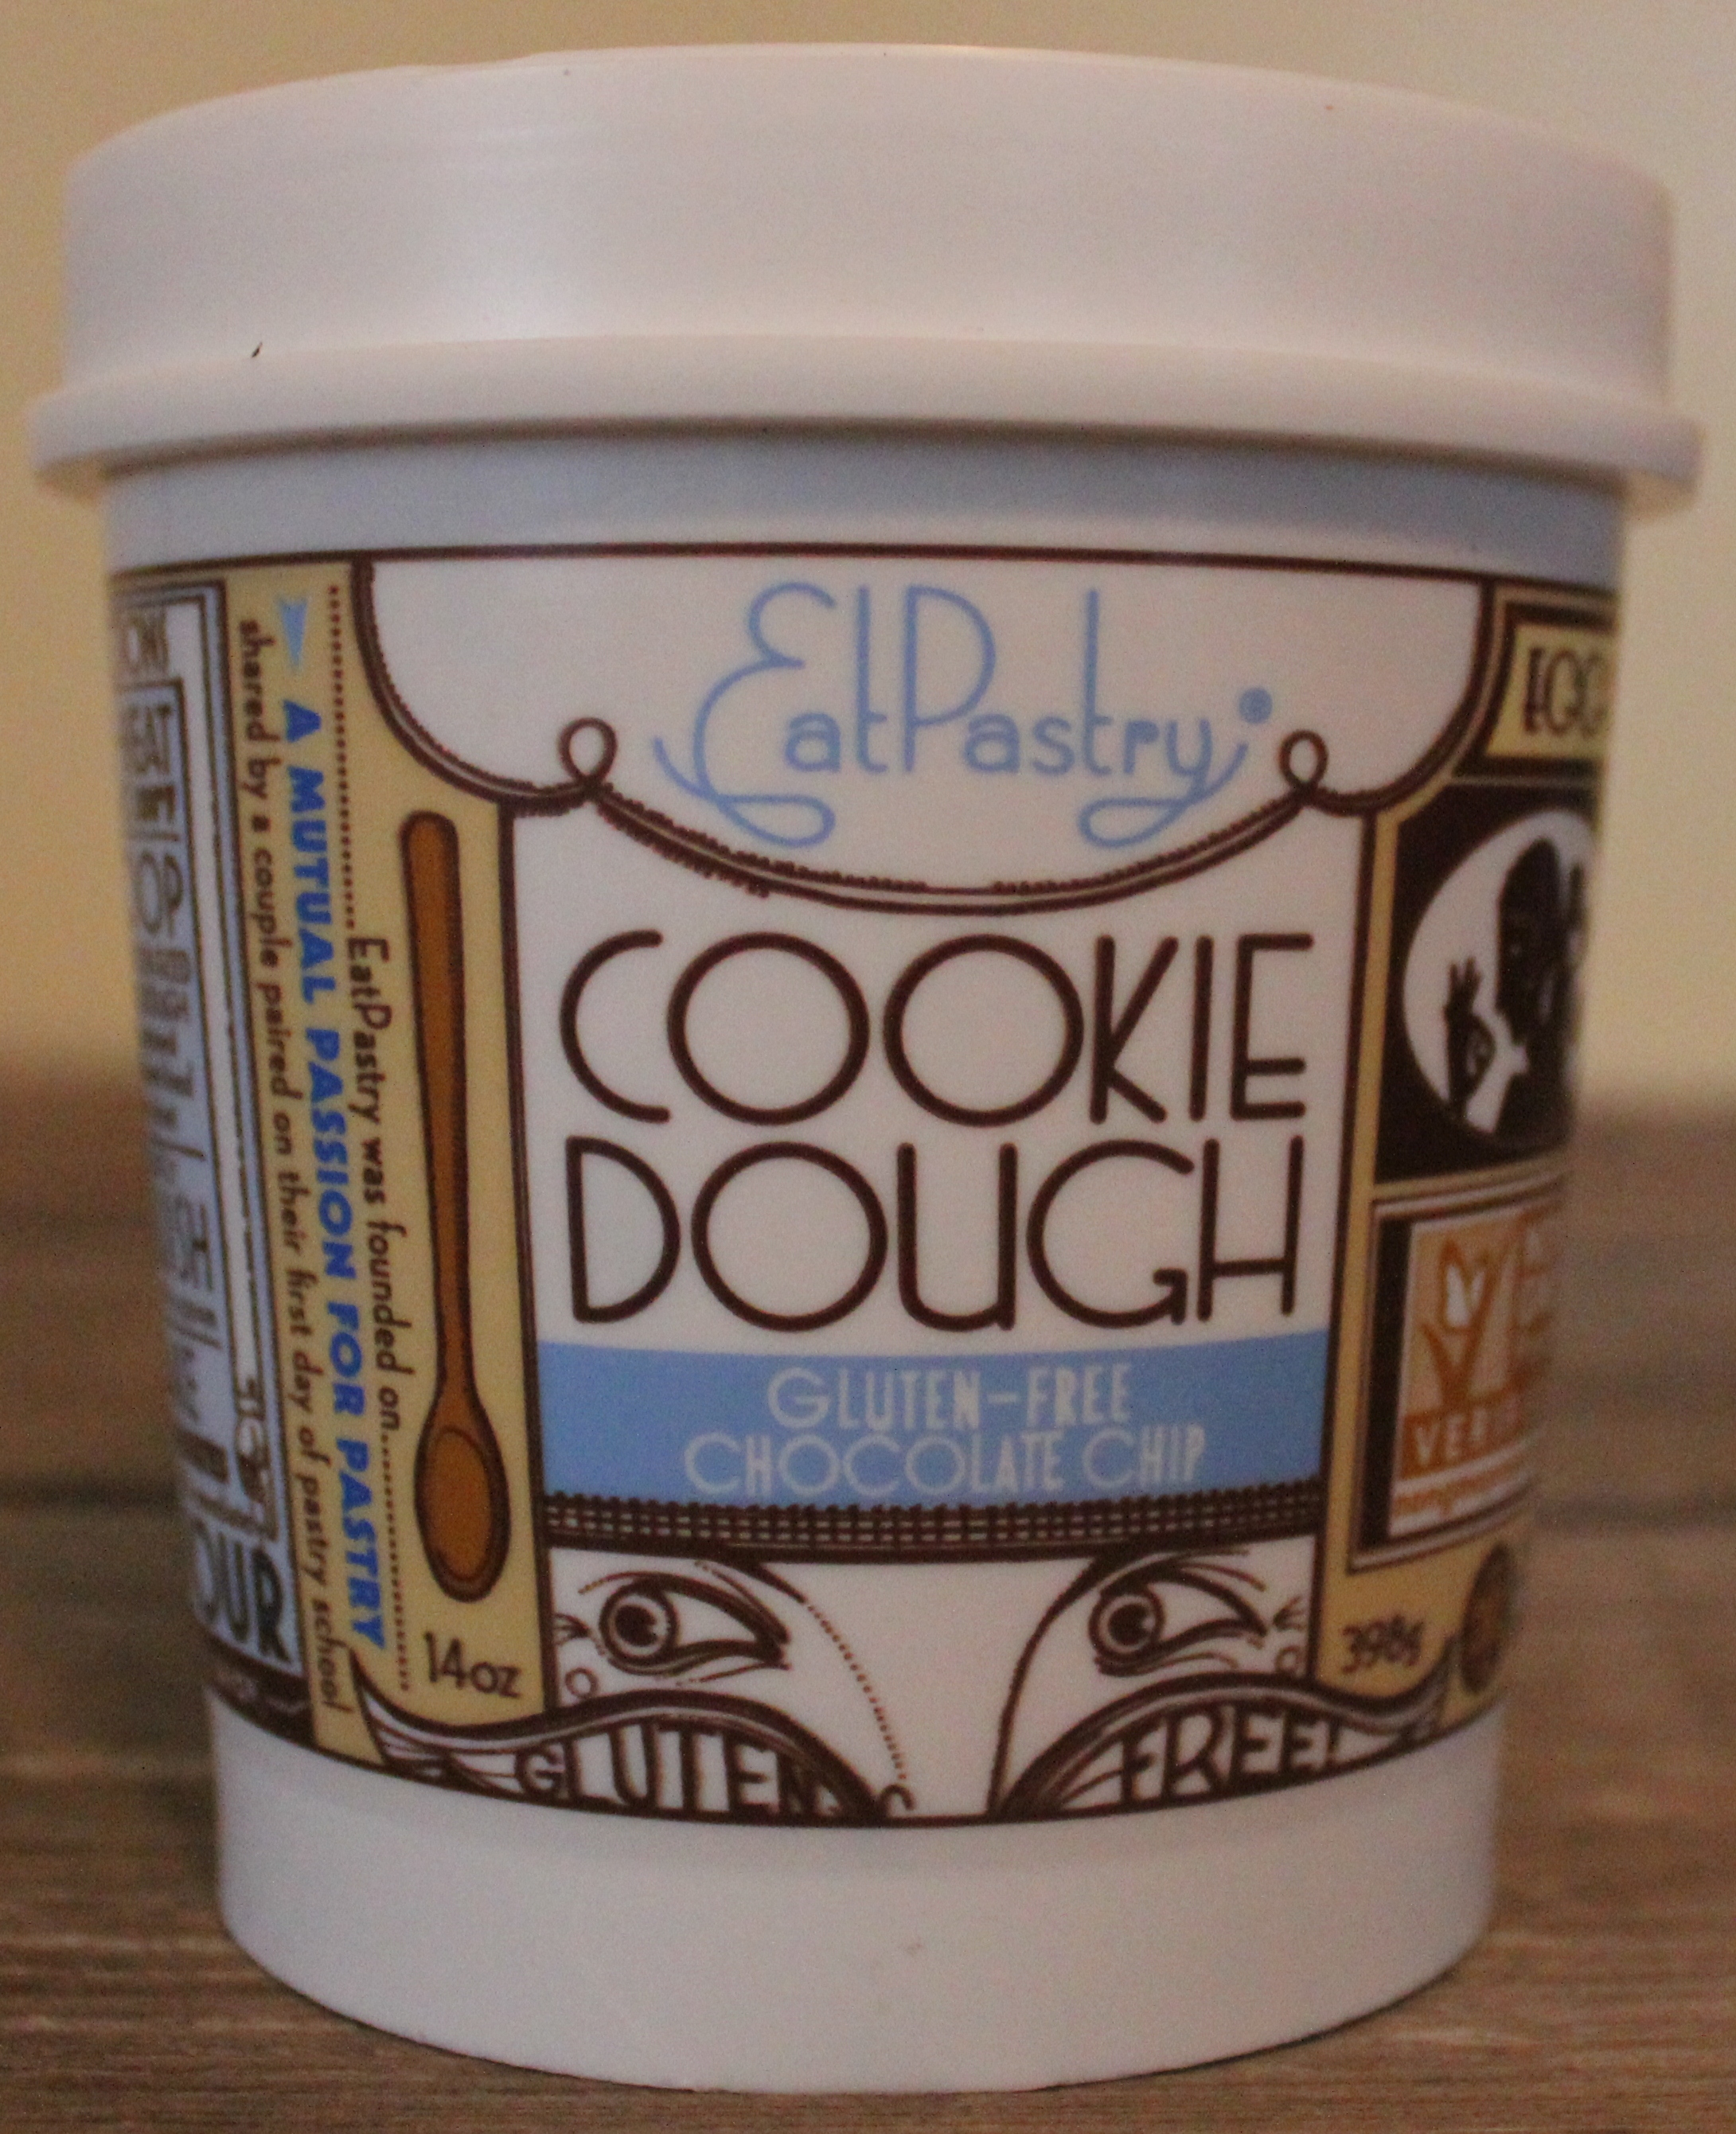 EatPastry®
COOKIE
DOUGH
GLUTEN-FREE
CHOCOLATE CHIP
GLUTEN
FREE!
14oz
398g
EatPastry was founded on
A MUTUAL PASSION FOR PASTRY
shared by a couple paired on their first day of pastry school